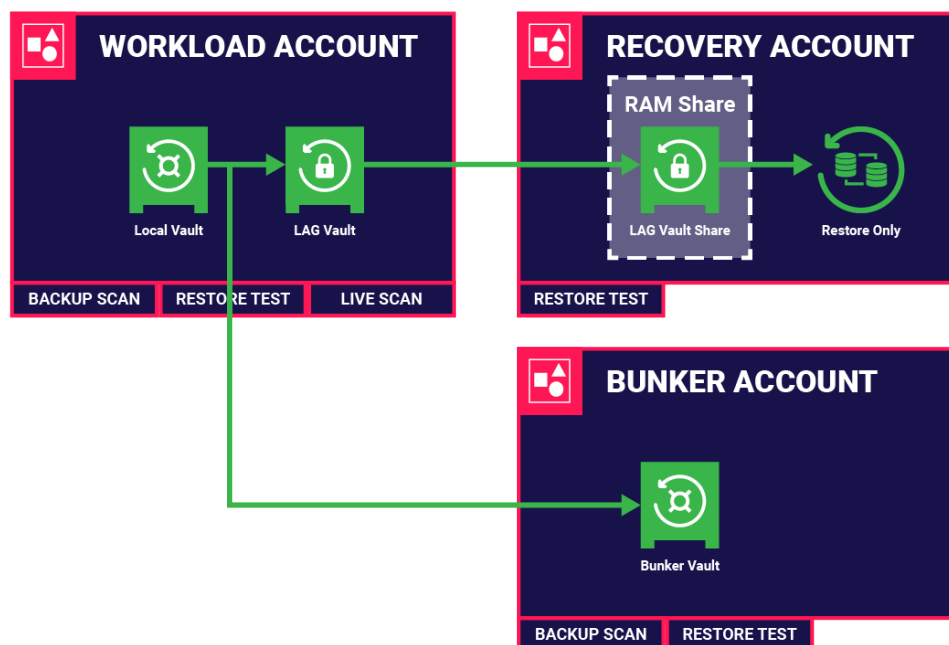 WORKLOAD ACCOUNT
Local Vault
LAG Vault
BACKUP SCAN
RESTORE TEST
LIVE SCAN
RECOVERY ACCOUNT
RAM Share
LAG Vault Share
Restore Only
RESTORE TEST
BUNKER ACCOUNT
Bunker Vault
BACKUP SCAN
RESTORE TEST